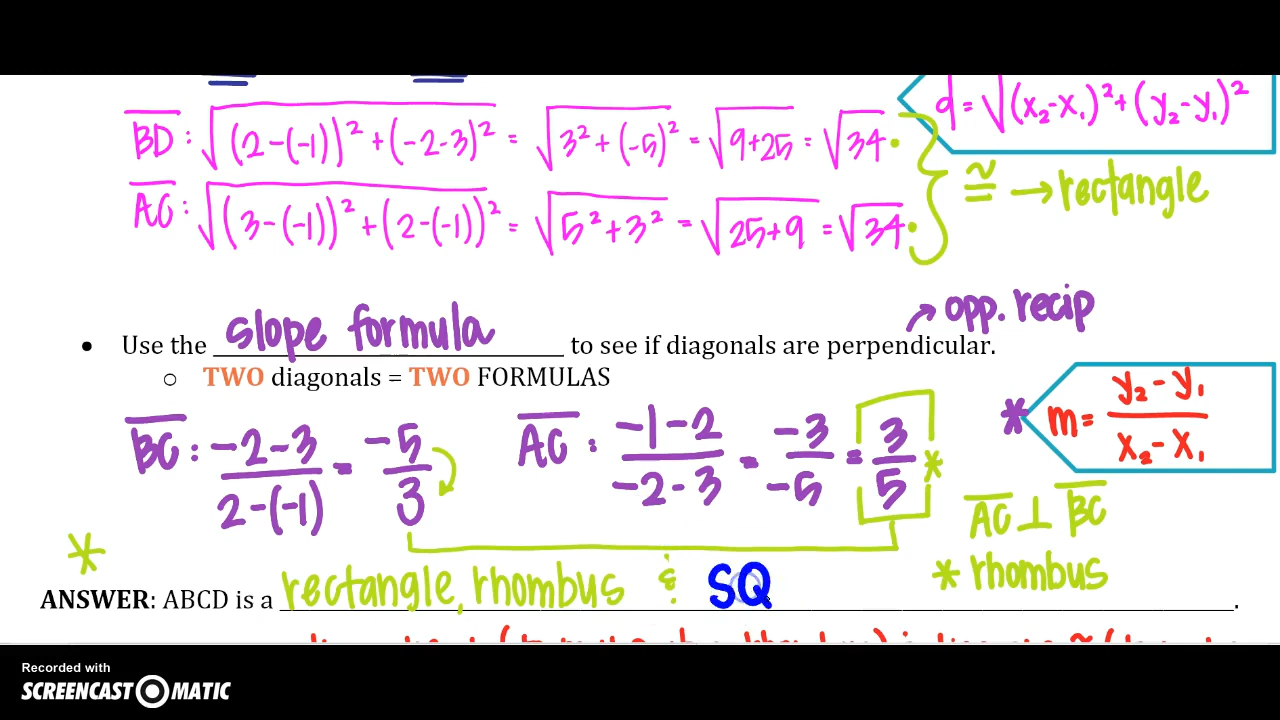 d = √(x₂-x₁)²+(y₂-y₁)²
BD : √(2-(-1))²+(-2-3)² = √3²+(-5)² = √9+25 = √34
≅ → rectangle
AC : √(3-(-1))²+(2-(-1))² = √5²+3² = √25+9 = √34
→ opp. recip
• Use the slope formula to see if diagonals are perpendicular.
○ TWO diagonals = TWO FORMULAS
BC : -2-3 / 2-(-1) = -5/3 AC : -1-2 / -2-3 = -3/-5 = 3/5 * * m = y₂-y₁ / x₂-x₁
AC ⊥ BC
* rhombus
*
ANSWER: ABCD is a rectangle, rhombus & SQ.
Recorded with
SCREENCAST O MATIC